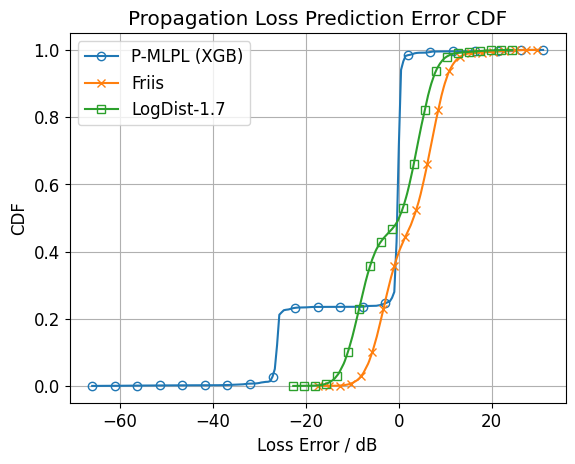 Propagation Loss Prediction Error CDF
P-MLPL (XGB)
Friis
LogDist-1.7
CDF
1.0
0.8
0.6
0.4
0.2
0.0
−60 −40 −20 0 20
Loss Error / dB